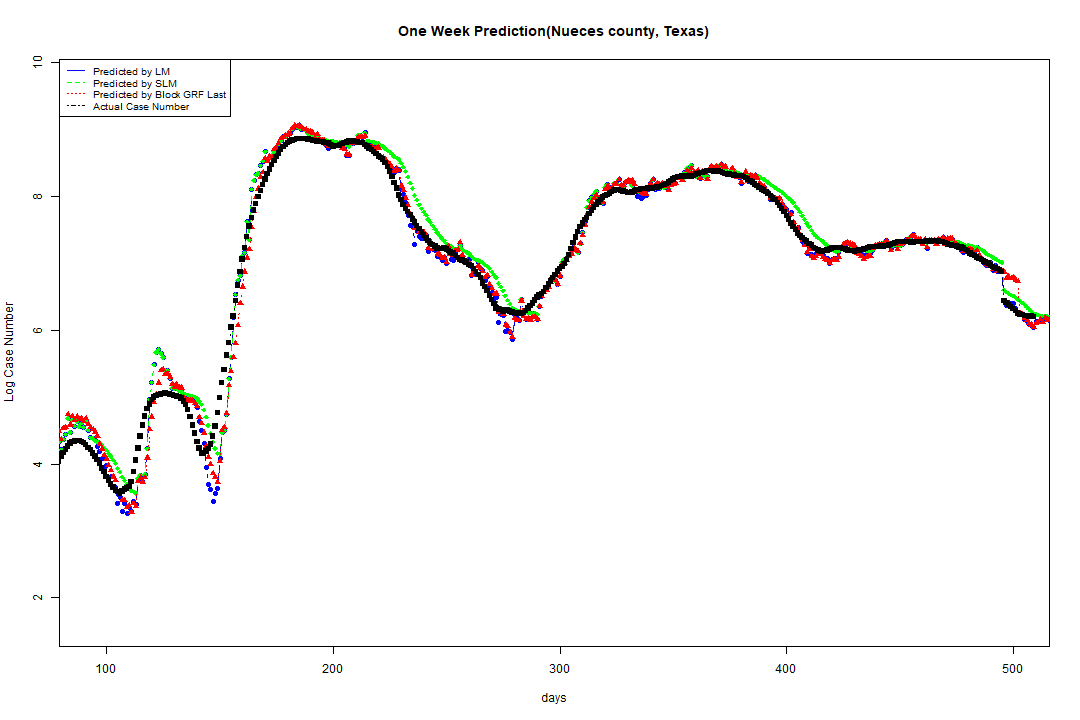 One Week Prediction(Nueces county, Texas)
Predicted by LM
Predicted by SLM
Predicted by Block GRF Last
Actual Case Number
10
8
6
4
2
Log Case Number
100 200 300 400 500
days